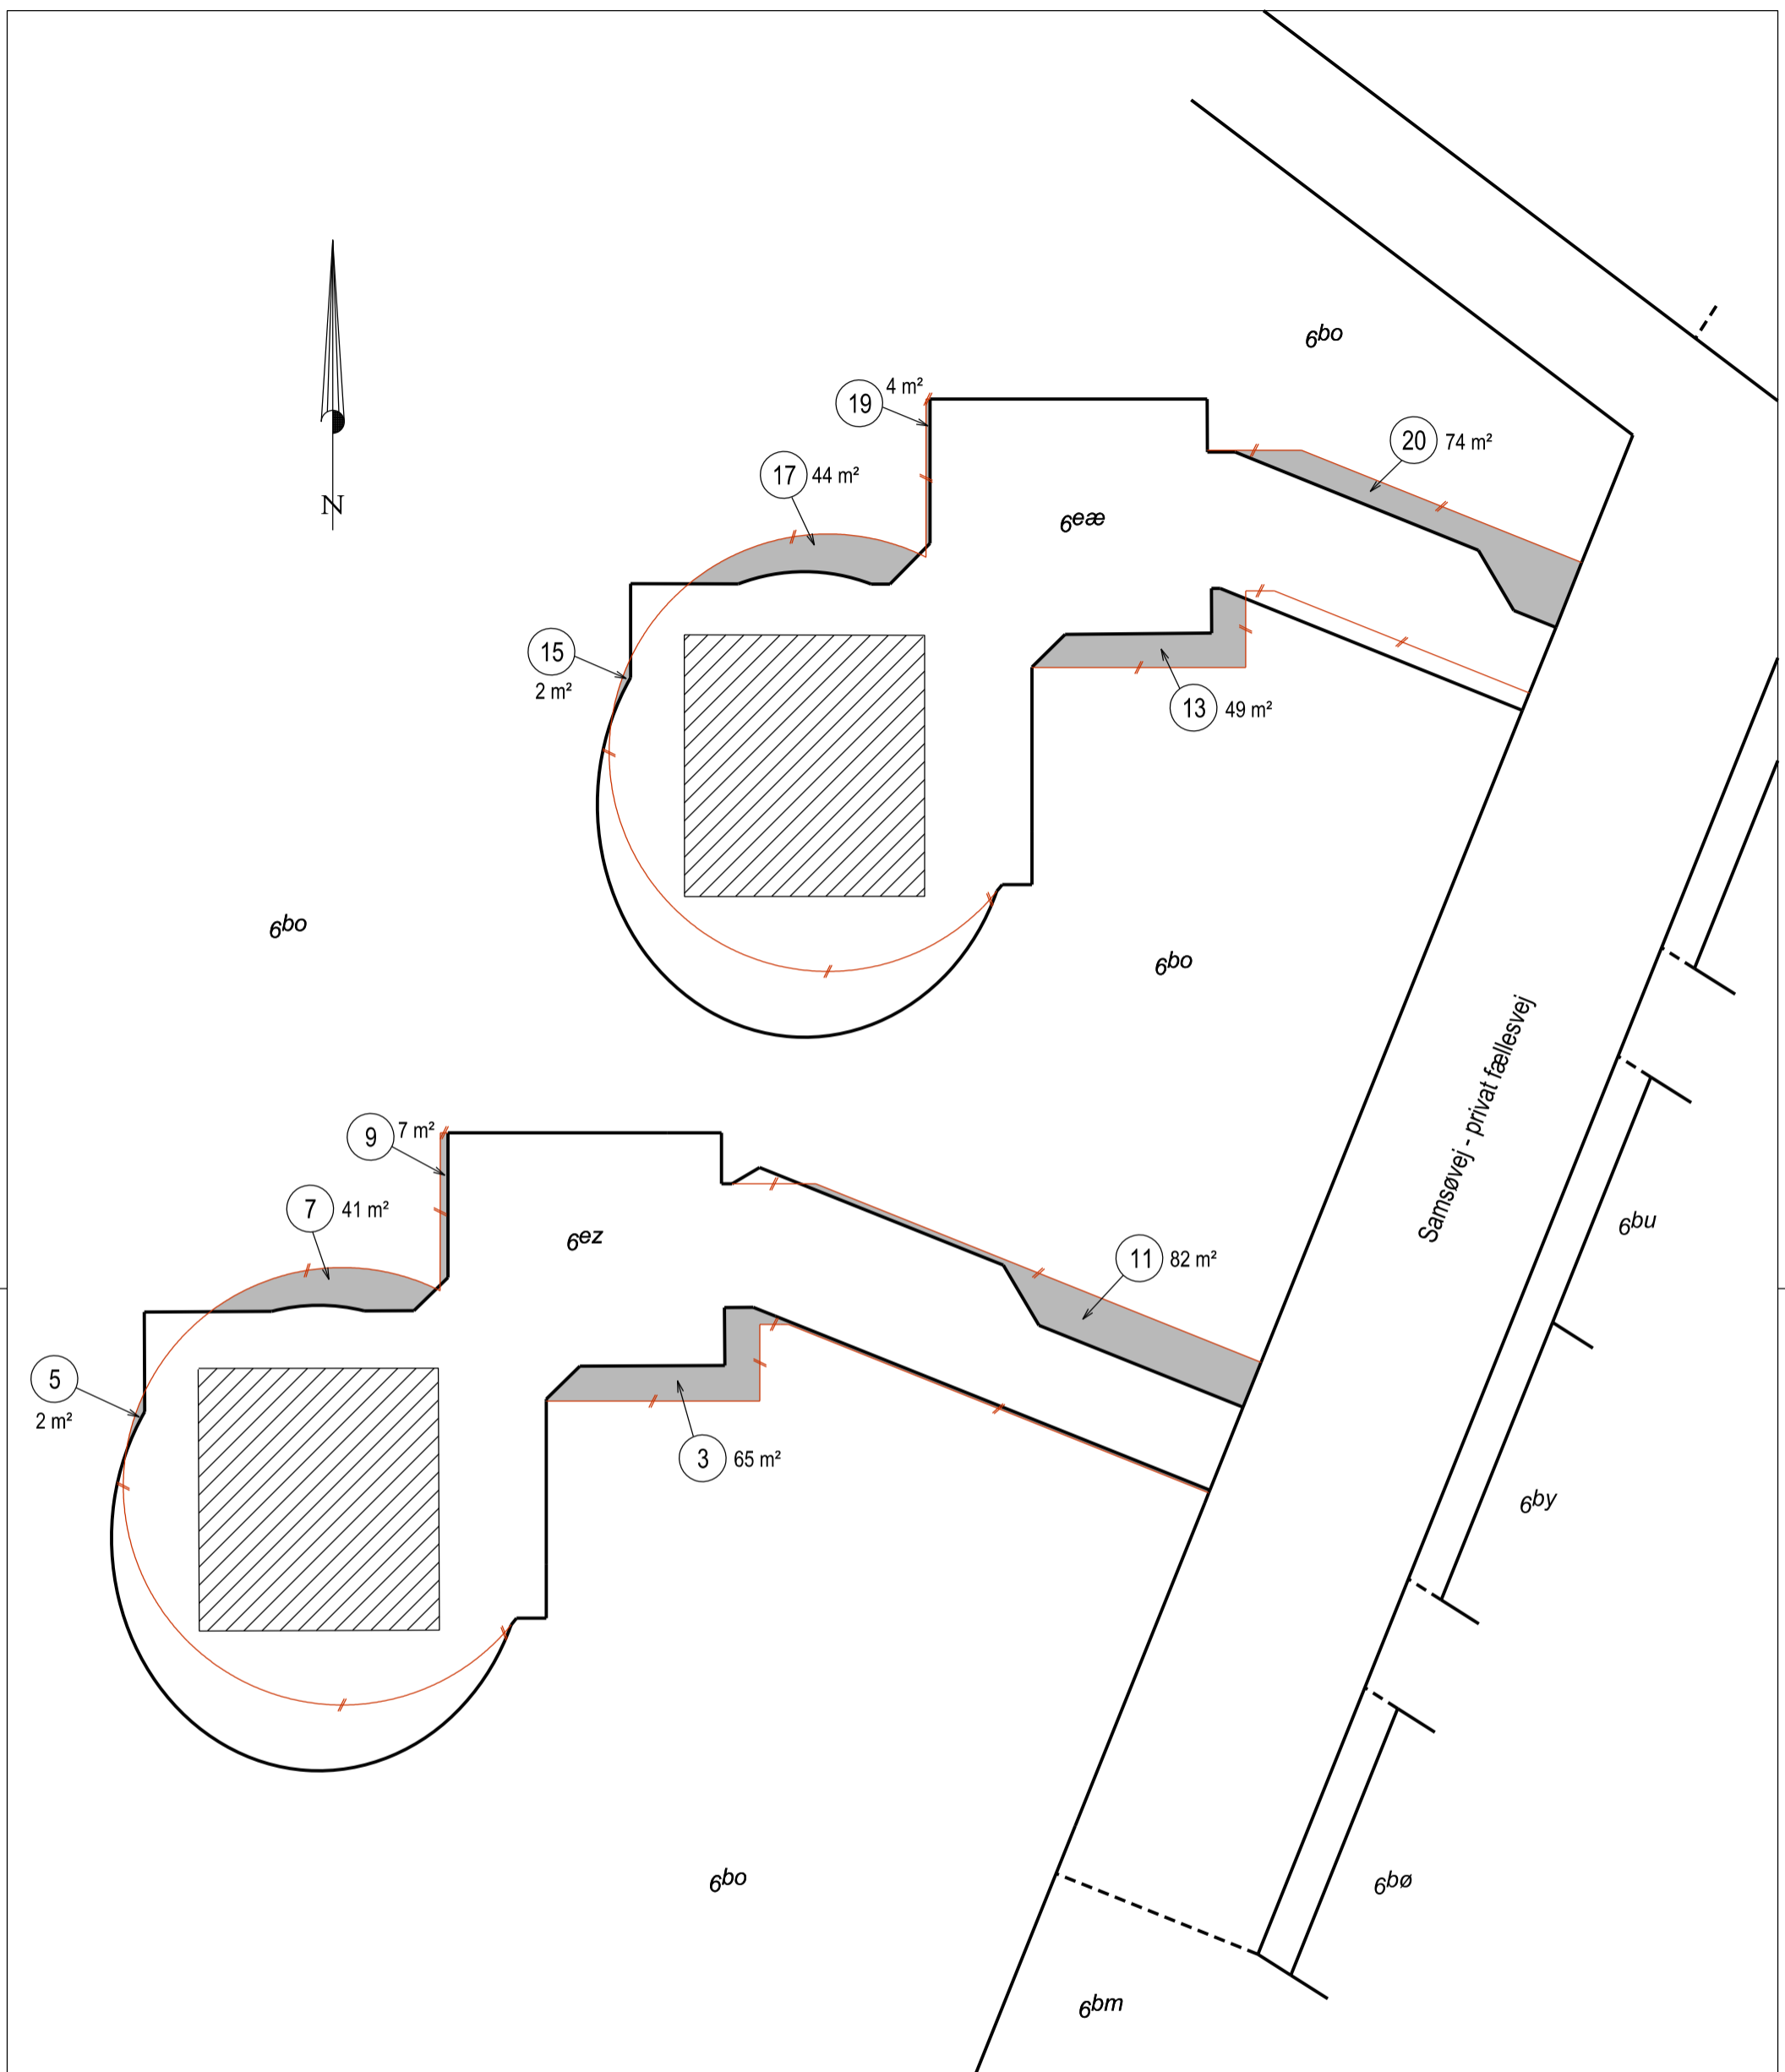 6bo
19 4 m²
20 74 m²
17 44 m²
N
6eæ
15
2 m²
13 49 m²
6bo
6bo
Samsøvej - privat fællesvej
9 7 m²
7 41 m²
6bu
6ez
11 82 m²
5
2 m²
3 65 m²
6by
6bo
6bø
6bm